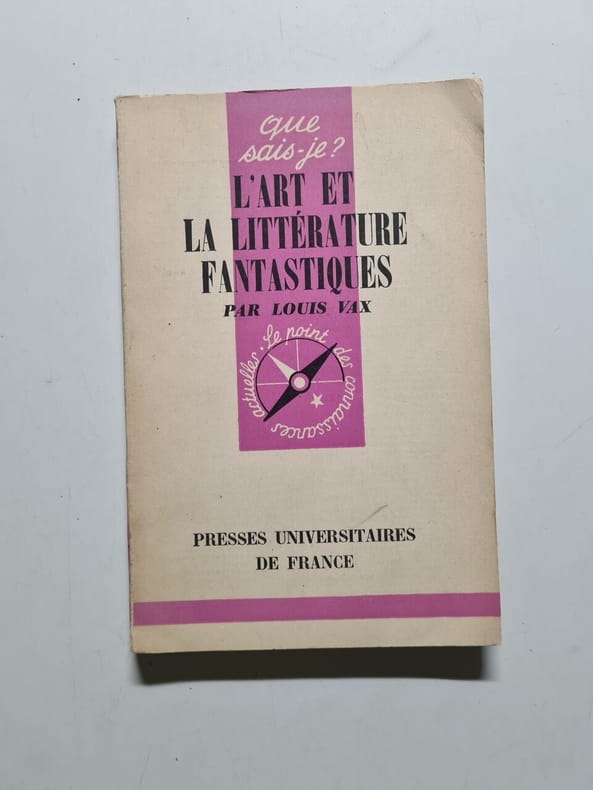 que
sais-je?
L'ART ET
LA LITTÉRATURE
FANTASTIQUES
PAR LOUIS VAX
Le point des connaissances actuelles.
PRESSES UNIVERSITAIRES
DE FRANCE